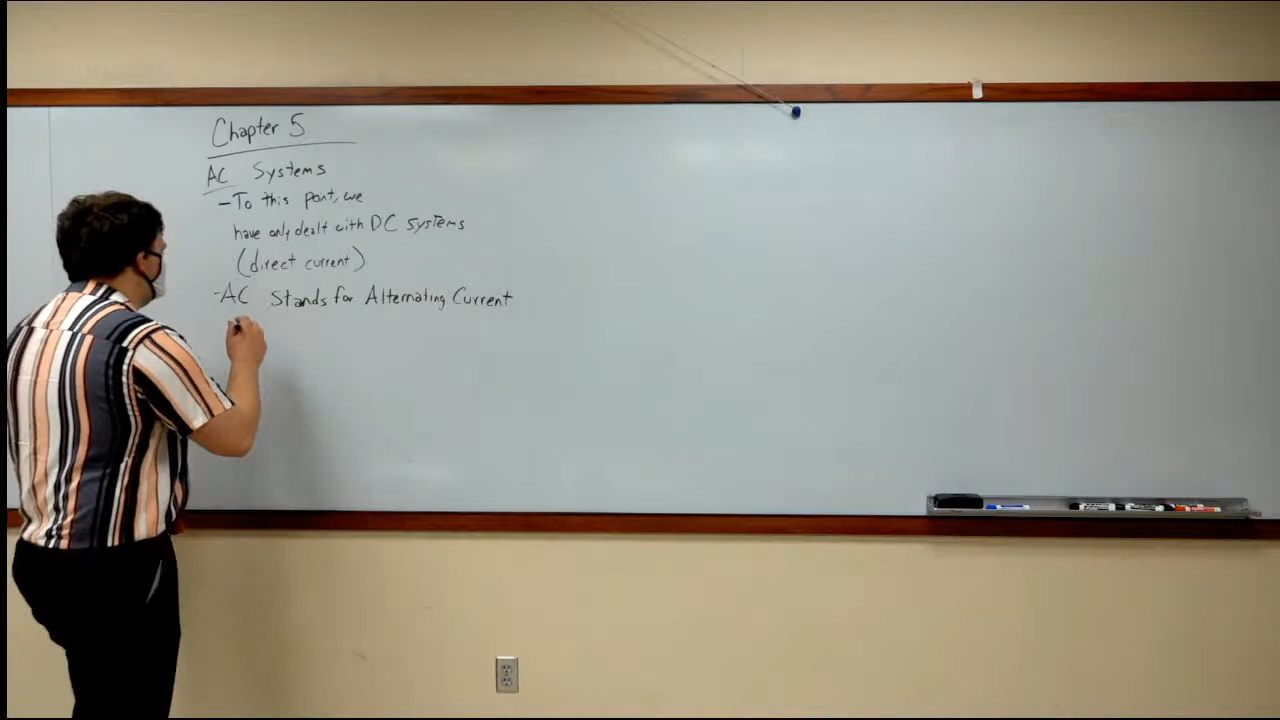 Chapter 5
AC Systems
- To this point, we
have only dealt with DC systems
(direct current)
- AC Stands for Alternating Current